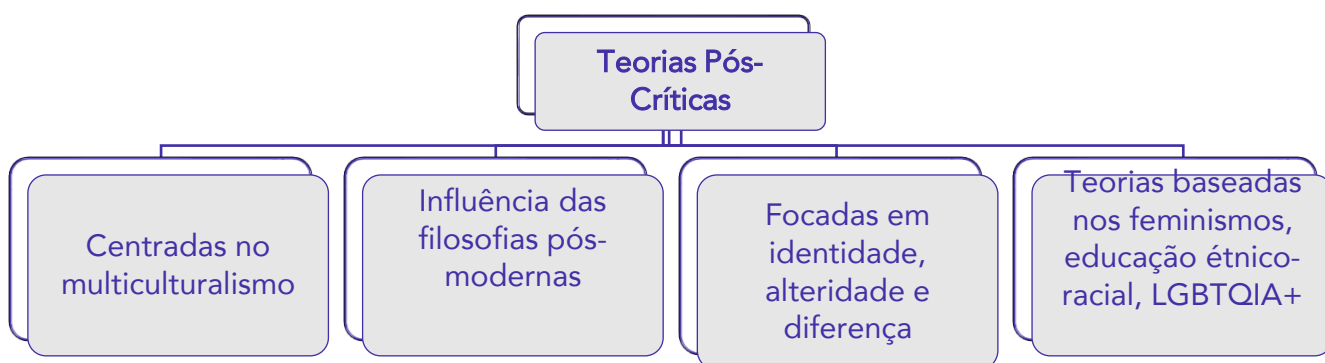 Teorias Pós-
Críticas
Centradas no
multiculturalismo
Influência das
filosofias pós-
modernas
Focadas em
identidade,
alteridade e
diferença
Teorias baseadas
nos feminismos,
educação étnico-
racial, LGBTQIA+